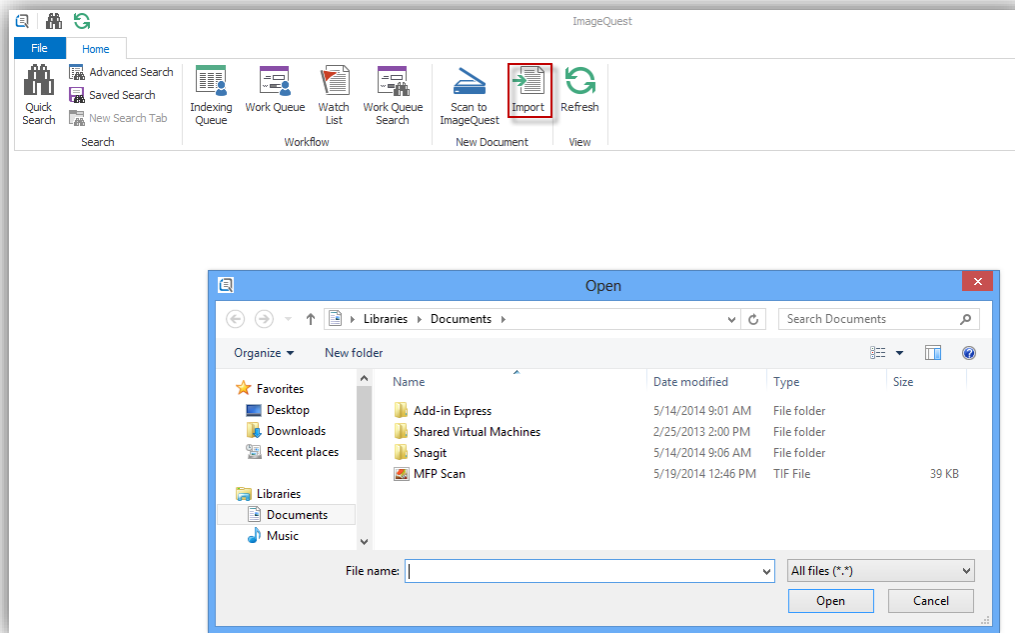 ImageQuest
File Home
Advanced Search
Saved Search
New Search Tab
Quick Search
Indexing Queue
Work Queue
Watch List
Work Queue Search
Scan to ImageQuest
Import
Refresh
Search Workflow New Document View
Open
Libraries Documents
Search Documents
Organize New folder
Name Date modified Type Size
Favorites
Desktop
Downloads
Recent places
Libraries
Documents
Music
Add-in Express 5/14/2014 9:01 AM File folder
Shared Virtual Machines 2/25/2013 2:00 PM File folder
Snagit 5/14/2014 9:06 AM File folder
MFP Scan 5/19/2014 12:46 PM TIF File 39 KB
File name: All files (*.*)
Open Cancel